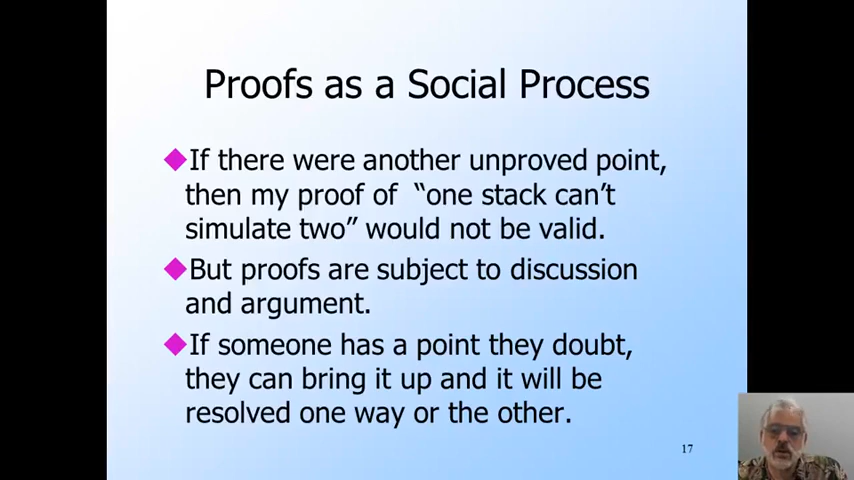 Proofs as a Social Process
If there were another unproved point,
then my proof of “one stack can’t
simulate two” would not be valid.
But proofs are subject to discussion
and argument.
If someone has a point they doubt,
they can bring it up and it will be
resolved one way or the other.
17